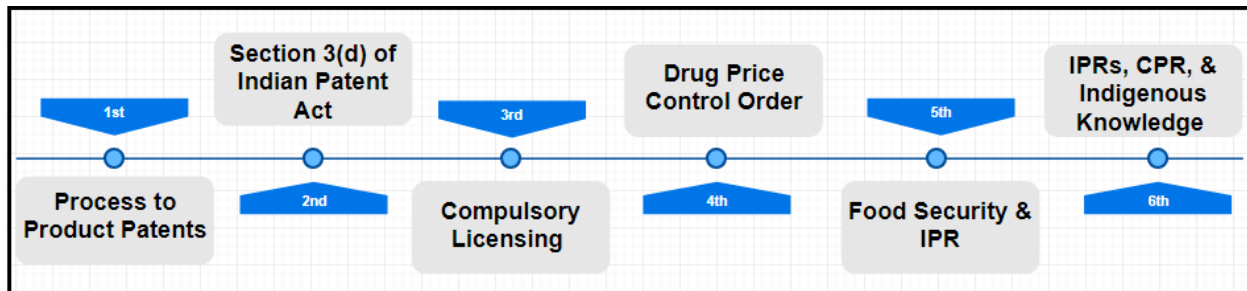 1st
Process to
Product Patents
Section 3(d) of
Indian Patent
Act
2nd
3rd
Compulsory
Licensing
Drug Price
Control Order
4th
5th
Food Security &
IPR
IPRs, CPR, &
Indigenous
Knowledge
6th